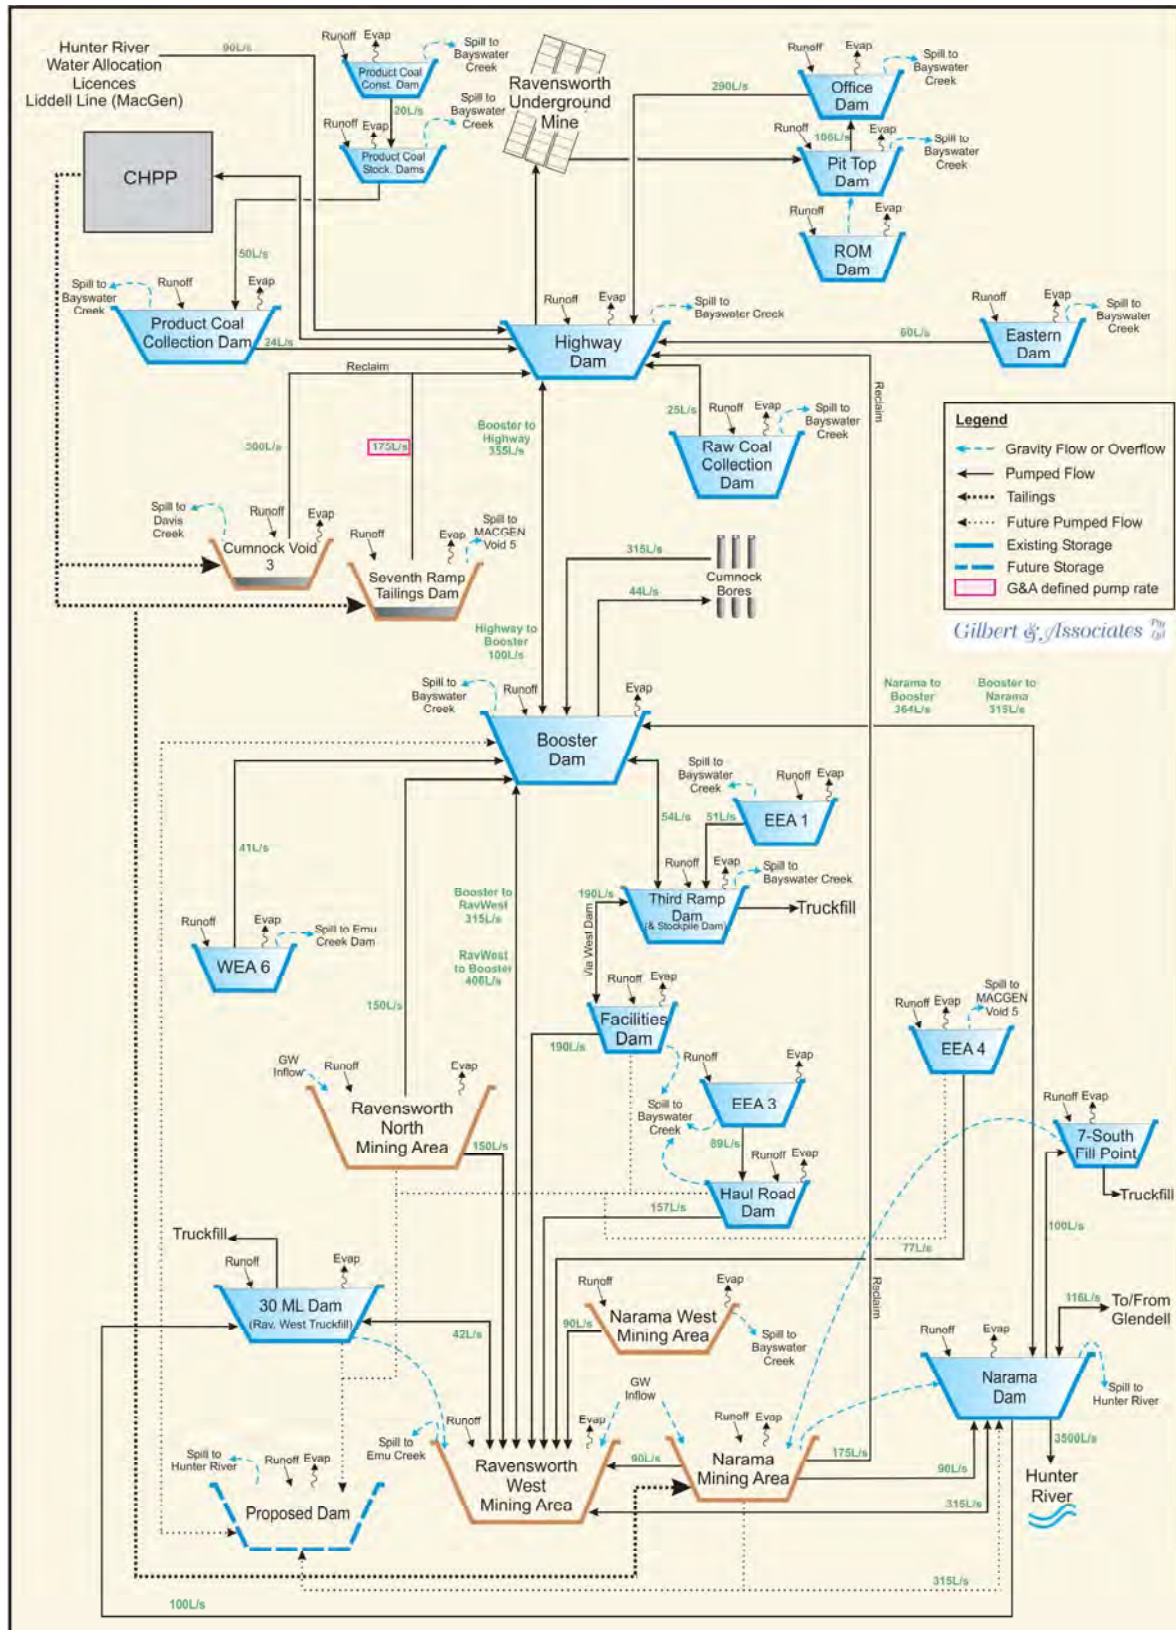 Hunter River
Water Allocation
Licences
Liddell Line (MacGen)
90L/s
Runoff
Evap
Spill to
Bayswater
Creek
Product Coal
Const. Dam
20L/s
Spill to
Bayswater
Creek
Runoff
Evap
Product Coal
Stock. Dams
Ravensworth
Underground
Mine
Runoff
Evap
Spill to
Bayswater
Creek
290L/s
Office
Dam
Runoff
106L/s
Evap
Spill to
Bayswater
Creek
Pit Top
Dam
Runoff
Evap
ROM
Dam
CHPP
50L/s
Spill to
Bayswater
Creek
Runoff
Evap
Product Coal
Collection Dam
24L/s
Runoff
Evap
Spill to
Bayswater Creek
Highway
Dam
60L/s
Runoff
Evap
Spill to
Bayswater
Creek
Eastern
Dam
Reclaim
Reclaim
300L/s
175L/s
Booster to
Highway
355L/s
25L/s
Runoff
Evap
Spill to
Bayswater
Creek
Raw Coal
Collection
Dam
Legend
Gravity Flow or Overflow
Pumped Flow
Tailings
Future Pumped Flow
Existing Storage
Future Storage
G&A defined pump rate
Gilbert & Associates Pty
Ltd
Spill to
Davis
Creek
Runoff
Evap
Cumnock Void
3
Runoff
Evap
Spill to
MACGEN
Void 5
Seventh Ramp
Tailings Dam
315L/s
44L/s
Cumnock
Bores
Highway to
Booster
100L/s
Spill to
Bayswater
Creek
Runoff
Evap
Booster
Dam
Narama to
Booster
364L/s
Booster to
Narama
315L/s
Spill to
Bayswater
Creek
Runoff
Evap
EEA 1
54L/s
51L/s
41L/s
Booster to
RavWest
315L/s
RavWest
to Booster
406L/s
190L/s
Runoff
Evap
Spill to
Bayswater Creek
Third Ramp
Dam
(& Stockpile Dam)
Truckfill
Via West Dam
Runoff
Evap
Spill to Emu
Creek Dam
WEA 6
150L/s
Runoff
Evap
Facilities
Dam
190L/s
Runoff
Evap
Spill to
MACGEN
Void 5
EEA 4
GW
Inflow
Runoff
Evap
Ravensworth
North
Mining Area
150L/s
Runoff
Evap
EEA 3
Spill to
Bayswater
Creek
89L/s
Runoff
Evap
Haul Road
Dam
157L/s
77L/s
Runoff
Evap
7-South
Fill Point
Truckfill
100L/s
Truckfill
Runoff
Evap
30 ML Dam
(Rav. West Truckfill)
42L/s
Runoff
Evap
Narama West
Mining Area
90L/s
Spill to
Bayswater
Creek
Reclaim
116L/s
To/From
Glendell
Runoff
Evap
Narama
Dam
Spill to
Hunter River
3500L/s
Hunter
River
GW
Inflow
Runoff
Evap
Spill to
Emu Creek
Ravensworth
West
Mining Area
90L/s
Runoff
Evap
Narama
Mining Area
175L/s
90L/s
315L/s
Spill to
Hunter River
Runoff
Evap
Proposed Dam
315L/s
100L/s